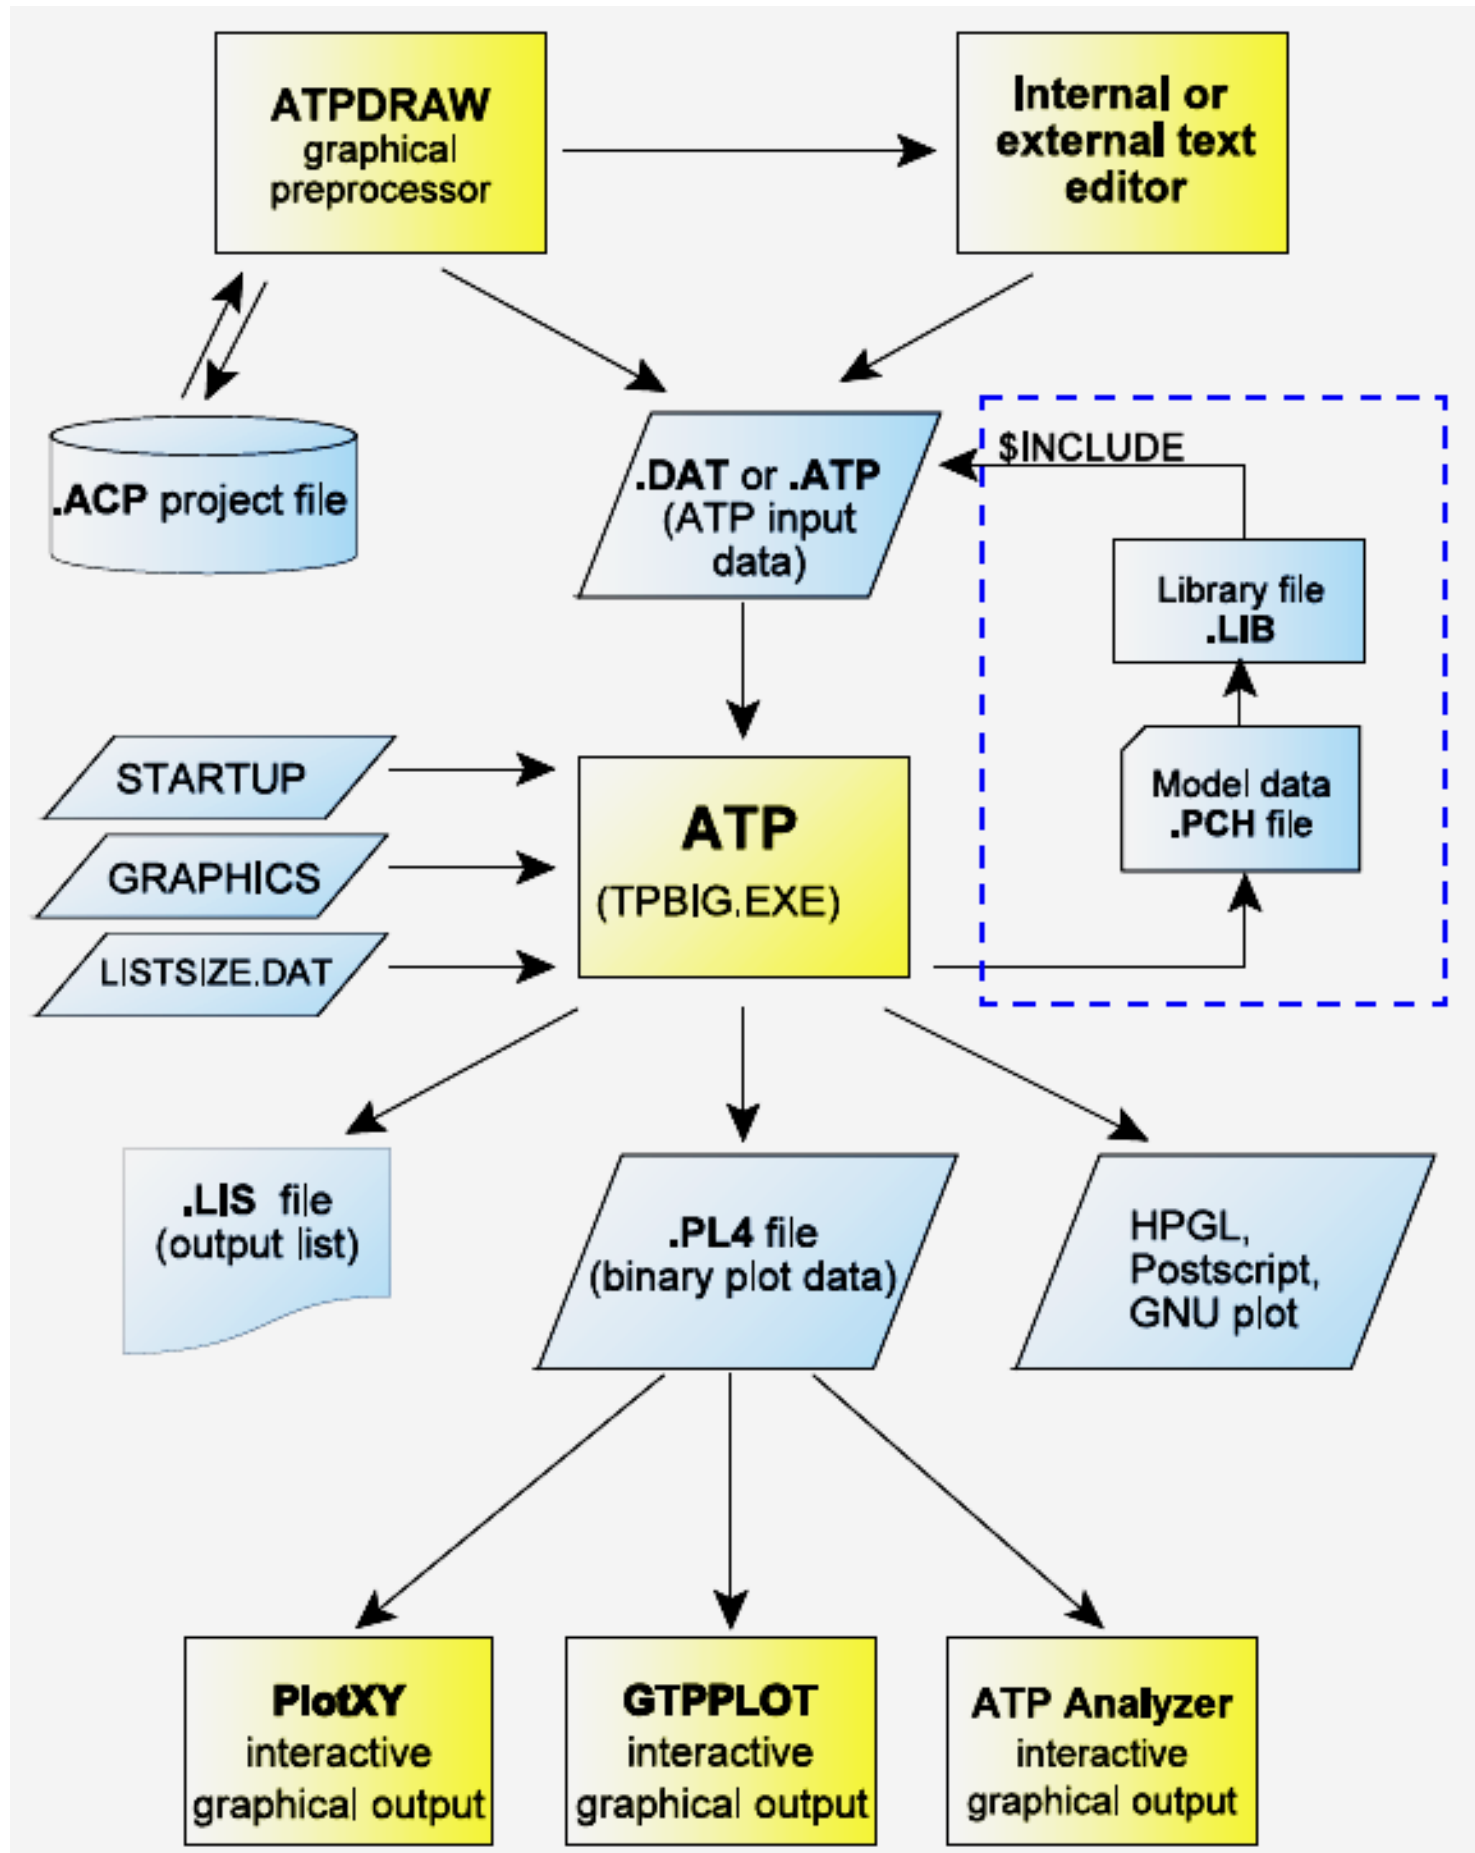 ATPDRAW
graphical
preprocessor
Internal or
external text
editor
.ACP project file
.DAT or .ATP
(ATP input
data)
$INCLUDE
Library file
.LIB
Model data
.PCH file
STARTUP
GRAPHICS
LISTSIZE.DAT
ATP
(TPBIG.EXE)
.LIS file
(output list)
.PL4 file
(binary plot data)
HPGL,
Postscript,
GNU plot
PlotXY
interactive
graphical output
GTPPLOT
interactive
graphical output
ATP Analyzer
interactive
graphical output